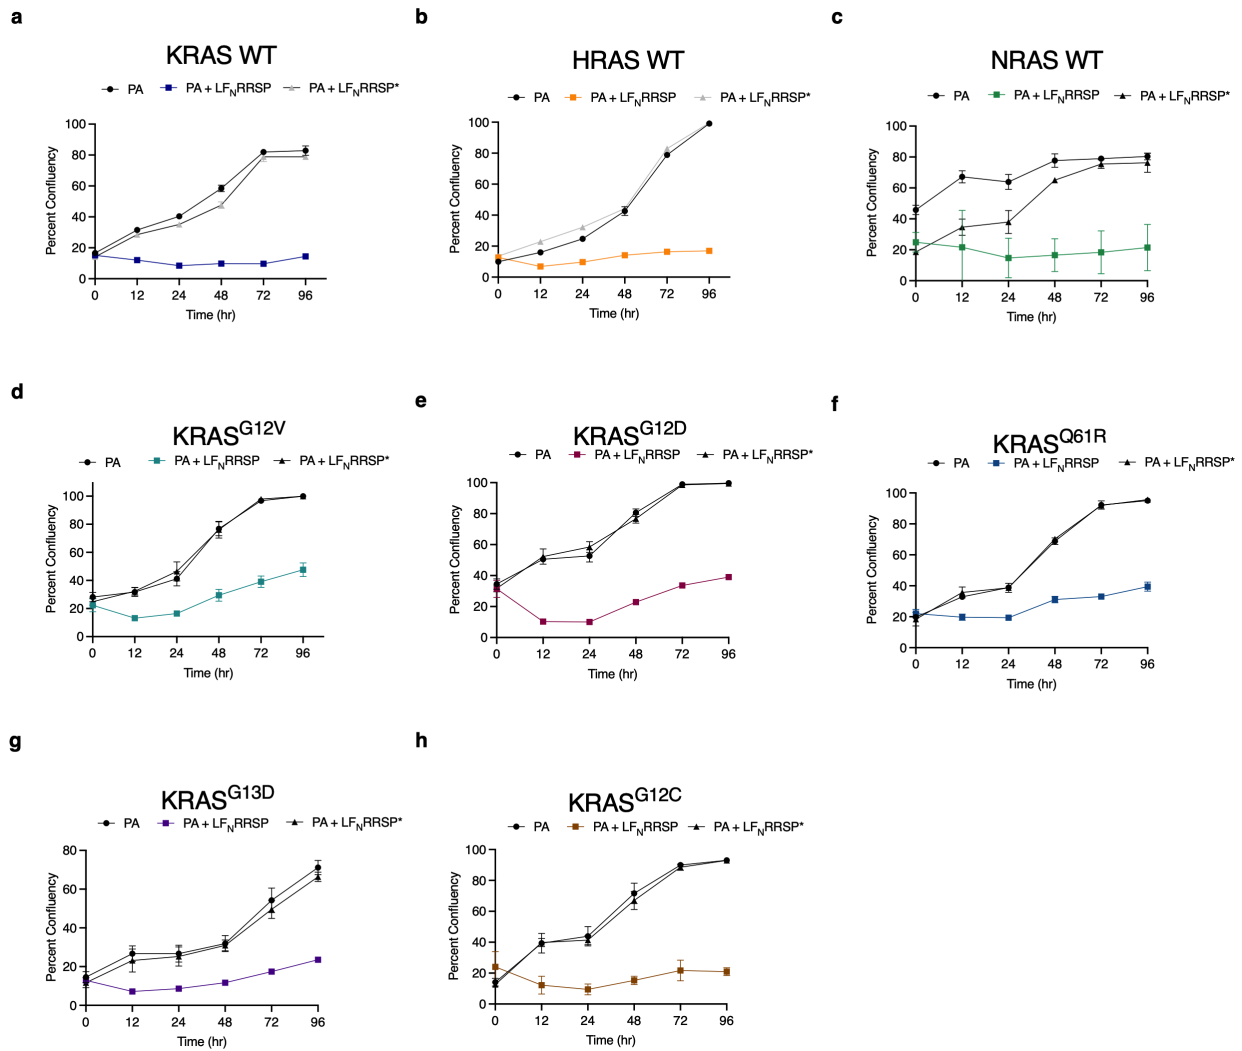 a
KRAS WT
PA PA + LFNRRSP PA + LFNRRSP*
Percent Confluency
100
80
60
40
20
0
0 12 24 48 72 96
Time (hr)
b
HRAS WT
PA PA + LFNRRSP PA + LFNRRSP*
Percent Confluency
100
80
60
40
20
0
0 12 24 48 72 96
Time (hr)
c
NRAS WT
PA PA + LFNRRSP PA + LFNRRSP*
Percent Confluency
100
80
60
40
20
0
0 12 24 48 72 96
Time (hr)
d
KRASG12V
PA PA + LFNRRSP PA + LFNRRSP*
Percent Confluency
100
80
60
40
20
0
0 12 24 48 72 96
Time (hr)
e
KRASG12D
PA PA + LFNRRSP PA + LFNRRSP*
Percent Confluency
100
80
60
40
20
0
0 12 24 48 72 96
Time (hr)
f
KRASQ61R
PA PA + LFNRRSP PA + LFNRRSP*
Percent Confluency
100
80
60
40
20
0
0 12 24 48 72 96
Time (hr)
g
KRASG13D
PA PA + LFNRRSP PA + LFNRRSP*
Percent Confluency
80
60
40
20
0
0 12 24 48 72 96
Time (hr)
h
KRASG12C
PA PA + LFNRRSP PA + LFNRRSP*
Percent Confluency
100
80
60
40
20
0
0 12 24 48 72 96
Time (hr)